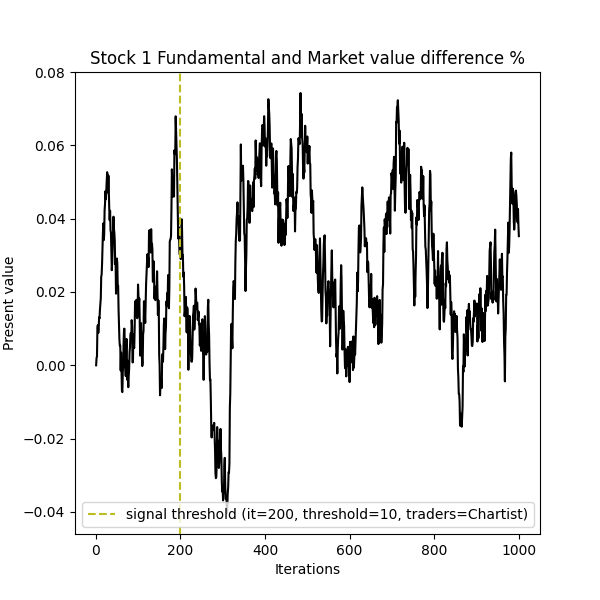 Stock 1 Fundamental and Market value difference %
0.08
0.06
0.04
0.02
0.00
−0.02
−0.04
Present value
signal threshold (it=200, threshold=10, traders=Chartist)
0 200 400 600 800 1000
Iterations